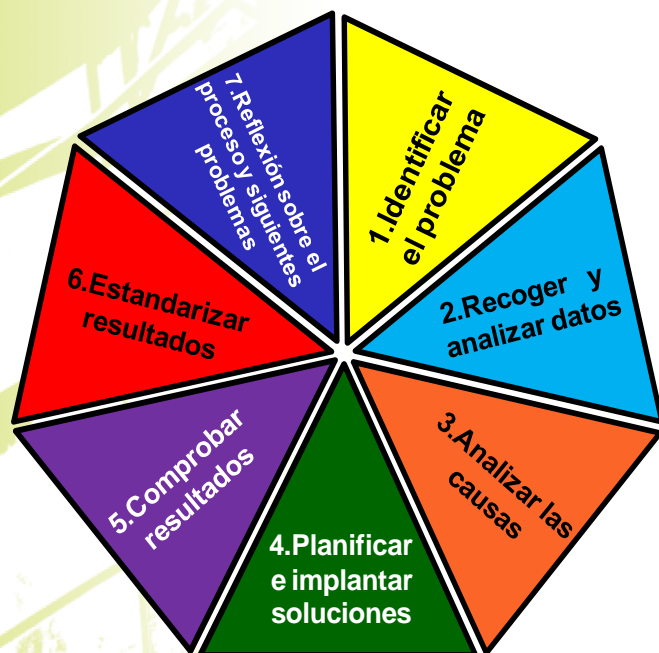 1.Identificar
el problema
2.Recoger y
analizar datos
3.Analizar las
causas
4.Planificar
e implantar
soluciones
5.Comprobar
resultados
6.Estandarizar
resultados
7.Reflexión sobre el
proceso y siguientes
problemas